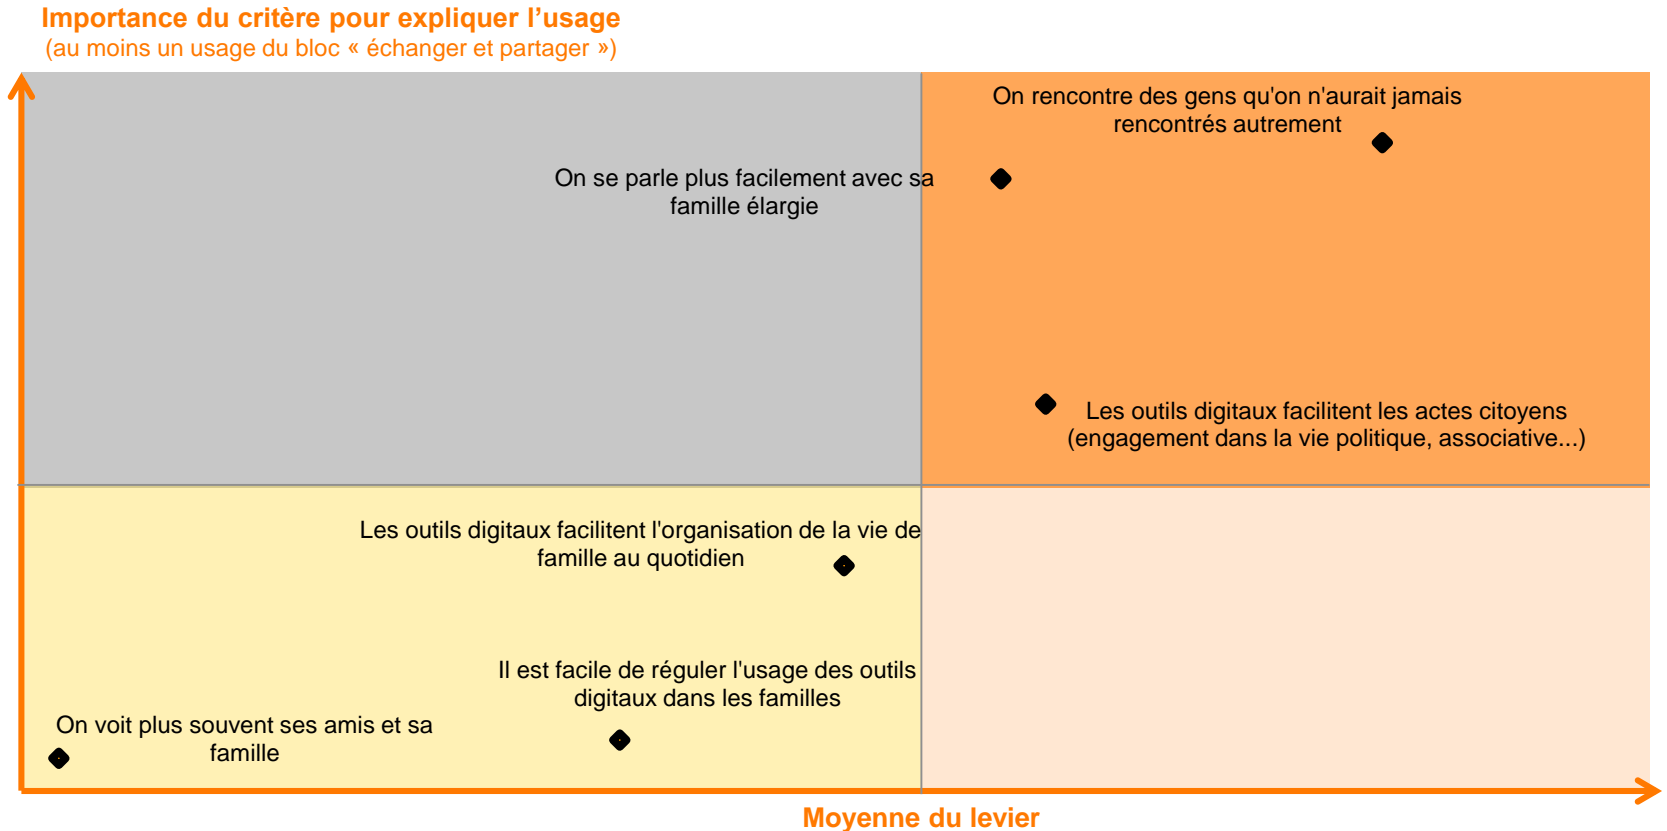 Importance du critère pour expliquer l’usage
(au moins un usage du bloc « échanger et partager »)
On rencontre des gens qu'on n'aurait jamais
rencontrés autrement
On se parle plus facilement avec sa
famille élargie
Les outils digitaux facilitent les actes citoyens
(engagement dans la vie politique, associative...)
Les outils digitaux facilitent l'organisation de la vie de
famille au quotidien
Il est facile de réguler l'usage des outils
digitaux dans les familles
On voit plus souvent ses amis et sa
famille
Moyenne du levier